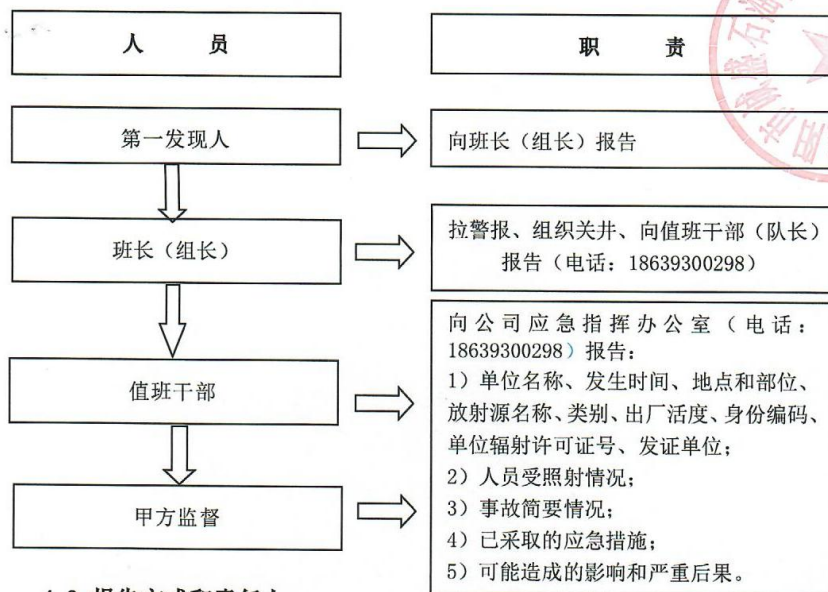 人 员
职 责
第一发现人
向班长（组长）报告
班长（组长）
拉警报、组织关井、向值班干部（队长）
报告（电话：18639300298）
值班干部
向公司应急指挥办公室（电话：
18639300298）报告：
1）单位名称、发生时间、地点和部位、
放射源名称、类别、出厂活度、身份编码、
单位辐射许可证号、发证单位；
2）人员受照射情况；
3）事故简要情况；
4）已采取的应急措施；
5）可能造成的影响和严重后果。
甲方监督